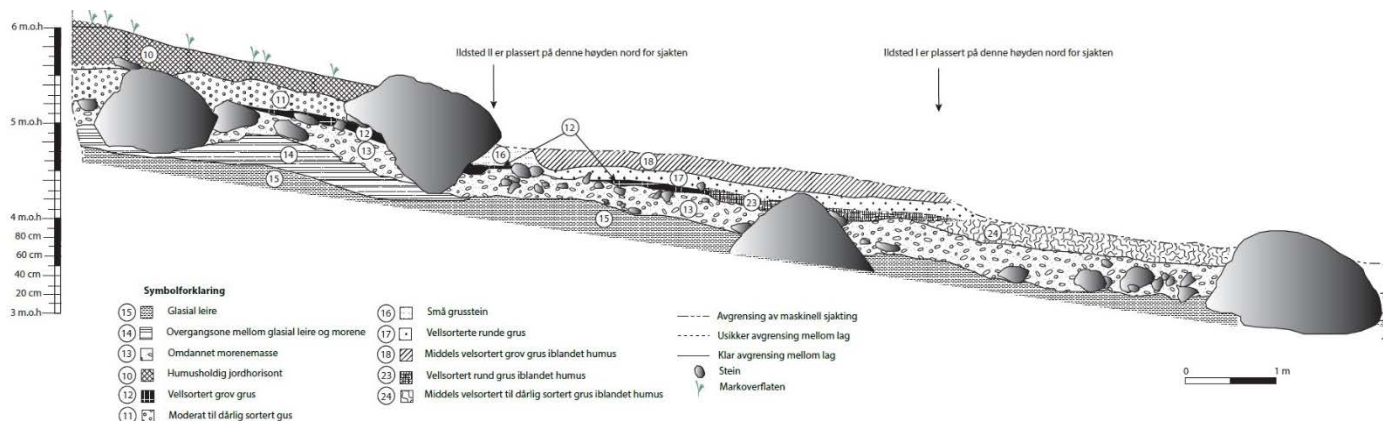 6 m.o.h
5 m.o.h
4 m.o.h
80 cm
60 cm
40 cm
20 cm
3 m.o.h
Ildsted II er plassert på denne høyden nord for sjakten
Ildsted I er plassert på denne høyden nord for sjakten
10
11
12
13
14
15
16
12
18
17
23
13
15
24
Symbolforklaring
15 Glasial leire
14 Overgangsone mellom glasial leire og morene
13 Omdannet morenemasse
10 Humusholdig jordhorisont
12 Vellsortert grov grus
11 Moderat til dårlig sortert gus
16 Små grusstein
17 Vellsorterte runde grus
18 Middels velsortert grov grus iblandet humus
23 Vellsortert rund grus iblandet humus
24 Middels velsortert til dårlig sortert grus iblandet humus
Avgrensing av maskinell sjakting
Usikker avgrensing mellom lag
Klar avgrensing mellom lag
Stein
Markoverflaten
0 1 m